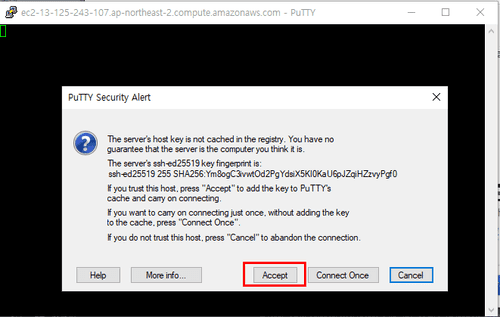 ec2-13-125-243-107.ap-northeast-2.compute.amazonaws.com - PuTTY
PuTTY Security Alert
The server's host key is not cached in the registry. You have no
guarantee that the server is the computer you think it is.
The server's ssh-ed25519 key fingerprint is:
ssh-ed25519 255 SHA256:Ym8ogC3ivwtOd2PgYdsiX5Kl0KaU6pJZqiHZzvyPgf0
If you trust this host, press "Accept" to add the key to PuTTY's
cache and carry on connecting.
If you want to carry on connecting just once, without adding the key
to the cache, press "Connect Once".
If you do not trust this host, press "Cancel" to abandon the connection.
Help More info... Accept Connect Once Cancel